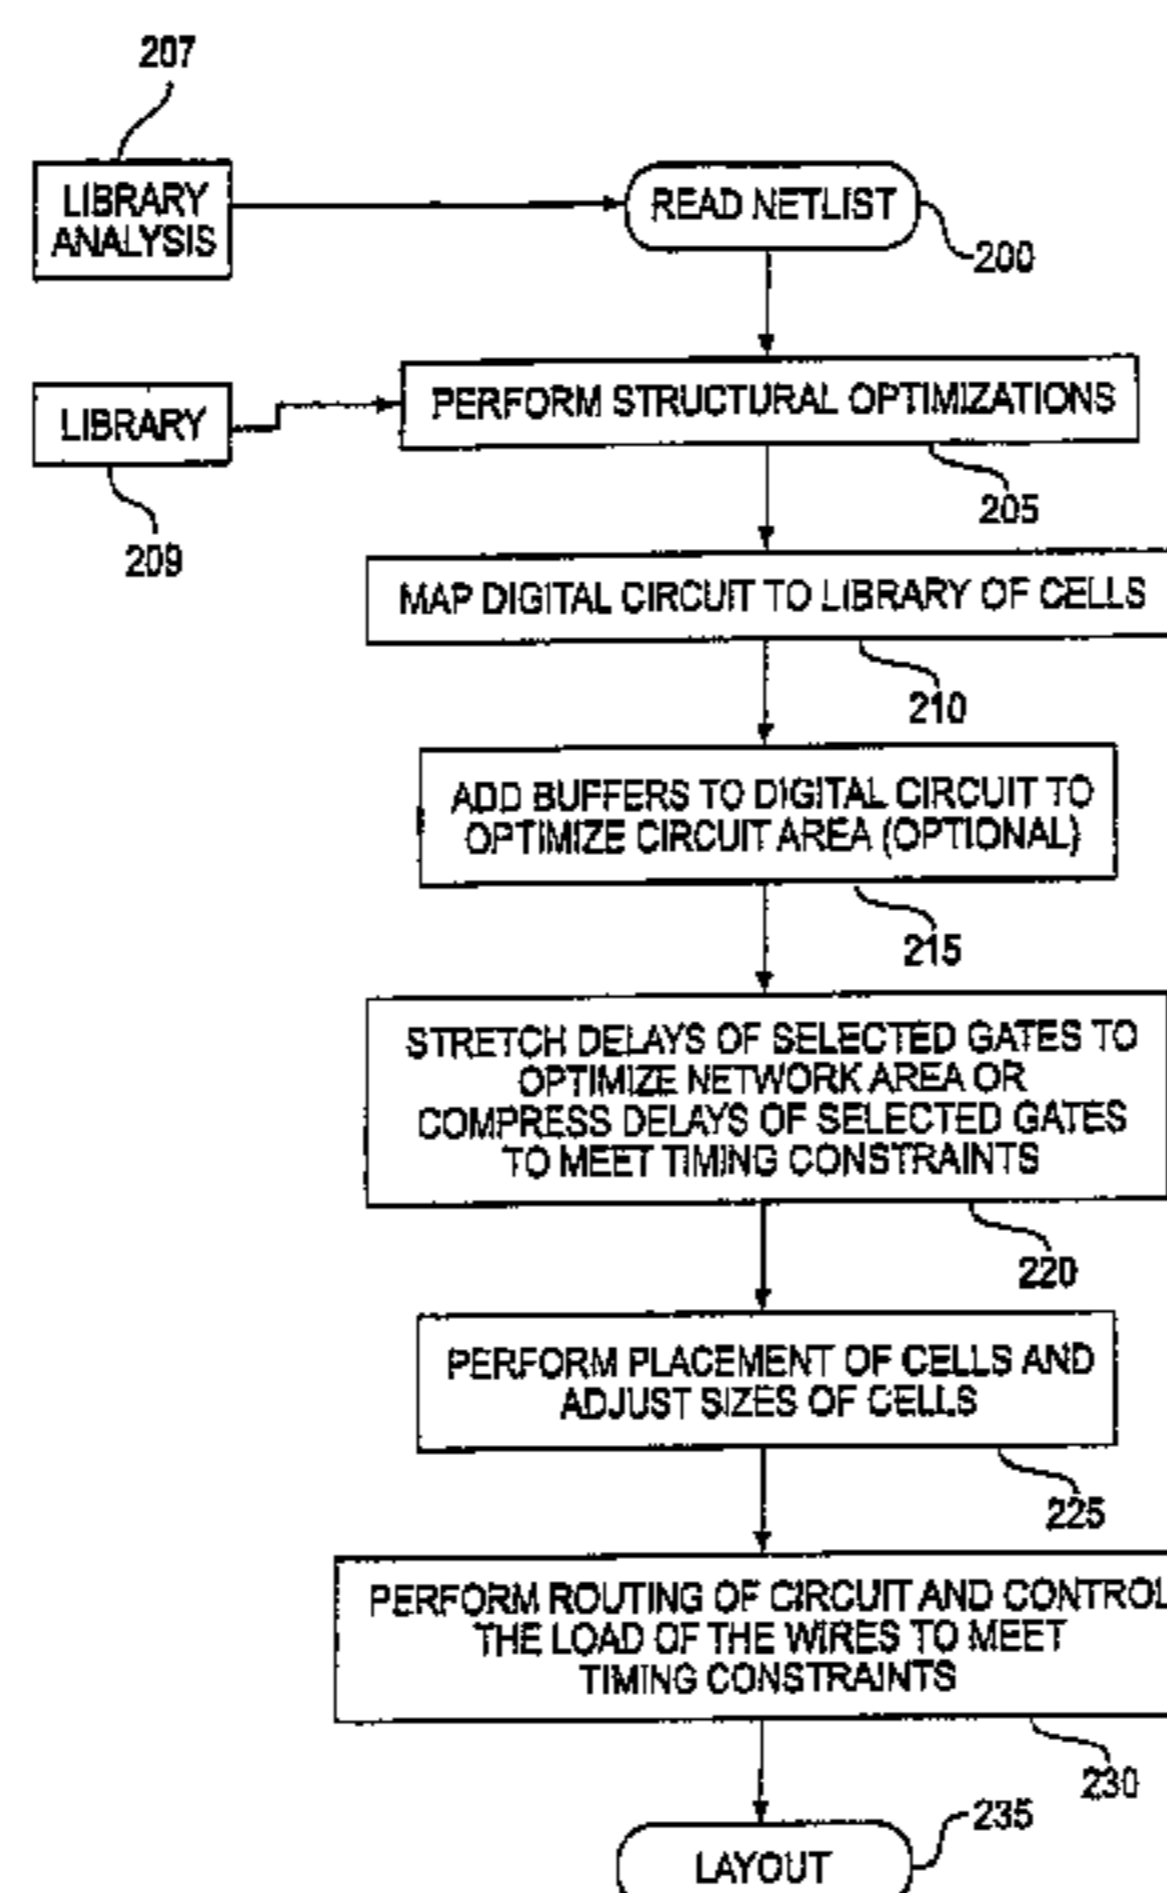 207
LIBRARY
ANALYSIS
READ NETLIST
200
LIBRARY
209
PERFORM STRUCTURAL OPTIMIZATIONS
205
MAP DIGITAL CIRCUIT TO LIBRARY OF CELLS
210
ADD BUFFERS TO DIGITAL CIRCUIT TO
OPTIMIZE CIRCUIT AREA (OPTIONAL)
215
STRETCH DELAYS OF SELECTED GATES TO
OPTIMIZE NETWORK AREA OR
COMPRESS DELAYS OF SELECTED GATES
TO MEET TIMING CONSTRAINTS
220
PERFORM PLACEMENT OF CELLS AND
ADJUST SIZES OF CELLS
225
PERFORM ROUTING OF CIRCUIT AND CONTROL
THE LOAD OF THE WIRES TO MEET
TIMING CONSTRAINTS
230
LAYOUT
235